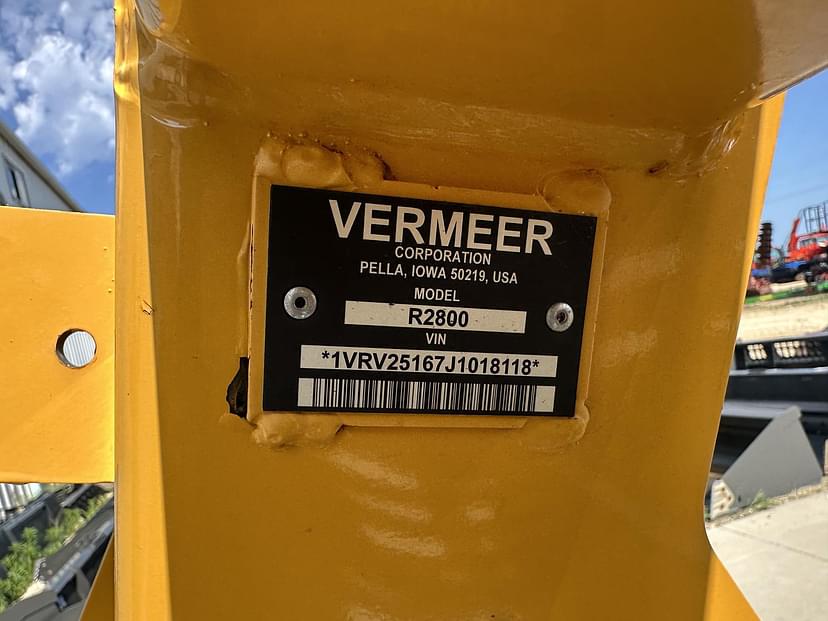 VERMEER
CORPORATION
PELLA, IOWA 50219, USA
MODEL
R2800
VIN
*1VRV25167J1018118*